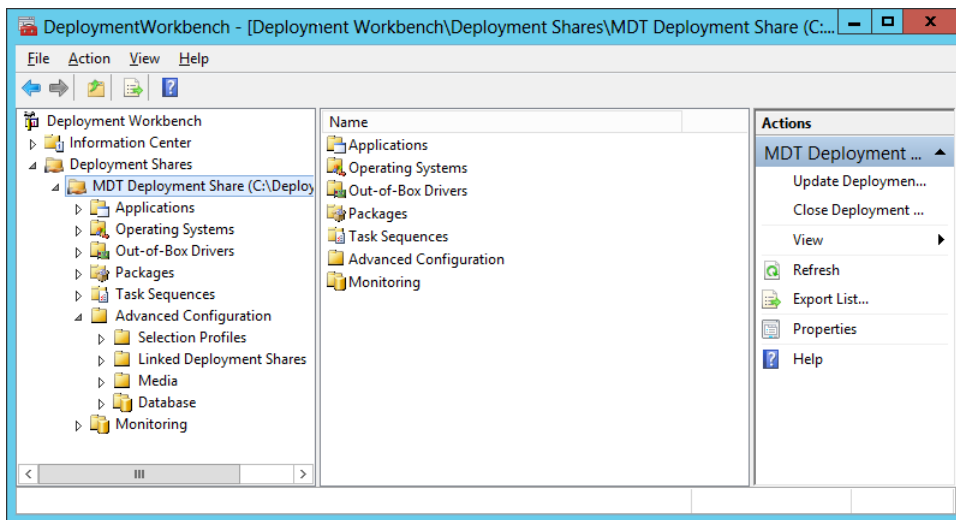 DeploymentWorkbench - [Deployment Workbench\Deployment Shares\MDT Deployment Share (C:...
File Action View Help
Deployment Workbench
Information Center
Deployment Shares
MDT Deployment Share (C:\Deploy
Applications
Operating Systems
Out-of-Box Drivers
Packages
Task Sequences
Advanced Configuration
Selection Profiles
Linked Deployment Shares
Media
Database
Monitoring
Name
Applications
Operating Systems
Out-of-Box Drivers
Packages
Task Sequences
Advanced Configuration
Monitoring
Actions
MDT Deployment ...
Update Deploymen...
Close Deployment ...
View
Refresh
Export List...
Properties
Help